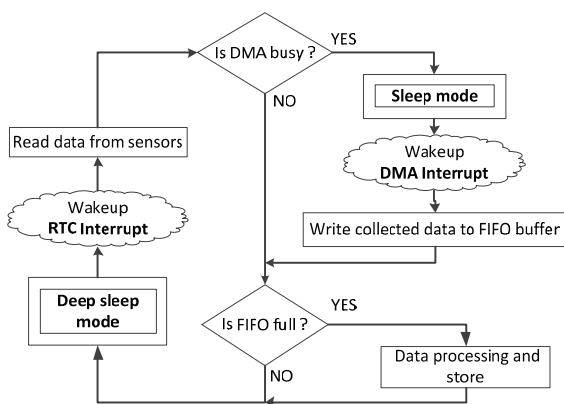 Is DMA busy ?
YES
NO
Sleep mode
Read data from sensors
Wakeup
DMA Interrupt
Wakeup
RTC Interrupt
Write collected data to FIFO buffer
Deep sleep
mode
Is FIFO full ?
YES
NO
Data processing and
store